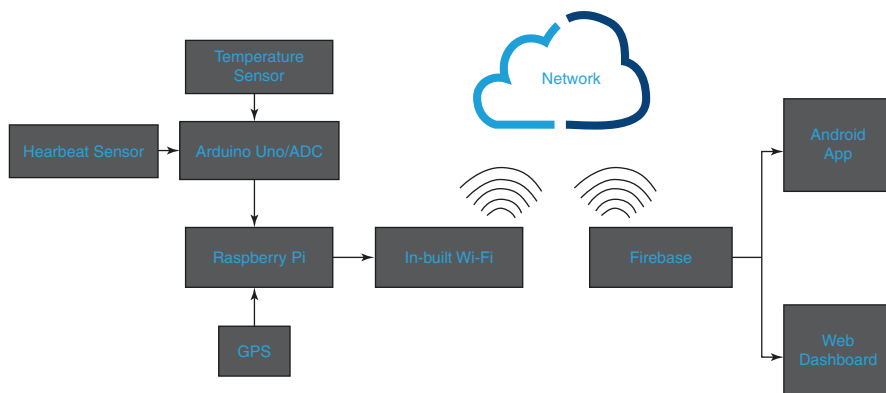 Temperature
Sensor
Network
Hearbeat Sensor
Arduino Uno/ADC
Android
App
Raspberry Pi
In-built Wi-Fi
Firebase
GPS
Web
Dashboard